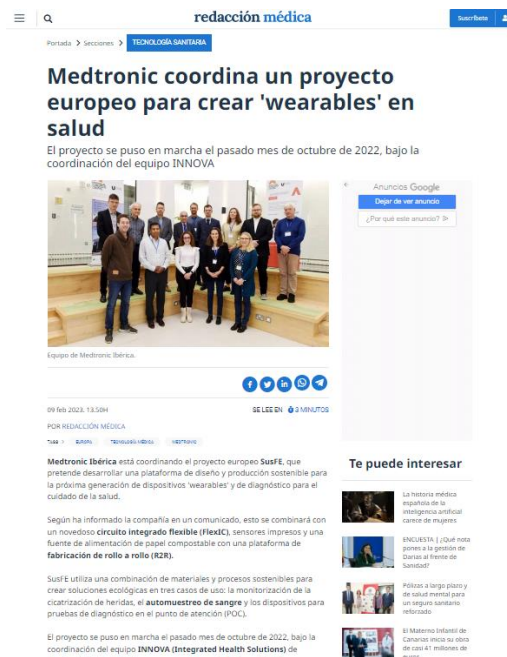 redacción médica
Suscríbete
Portada > Secciones > TECNOLOGÍA SANITARIA
Medtronic coordina un proyecto
europeo para crear 'wearables' en
salud
El proyecto se puso en marcha el pasado mes de octubre de 2022, bajo la
coordinación del equipo INNOVA
Anuncios Google
Dejar de ver anuncio
¿Por qué este anuncio?
Equipo de Medtronic Ibérica.
09 feb 2023. 13.50H
SE LEE EN 3 MINUTOS
POR REDACCIÓN MÉDICA
TAGS > EUROPA TECNOLOGÍA MÉDICA MEDTRONIC
Medtronic Ibérica está coordinando el proyecto europeo SusFE, que
pretende desarrollar una plataforma de diseño y producción sostenible para
la próxima generación de dispositivos 'wearables' y de diagnóstico para el
cuidado de la salud.
Según ha informado la compañía en un comunicado, esto se combinará con
un novedoso circuito integrado flexible (FlexIC), sensores impresos y una
fuente de alimentación de papel compostable con una plataforma de
fabricación de rollo a rollo (R2R).
SusFE utiliza una combinación de materiales y procesos sostenibles para
crear soluciones ecológicas en tres casos de uso: la monitorización de la
cicatrización de heridas, el automuestreo de sangre y los dispositivos para
pruebas de diagnóstico en el punto de atención (POC).
El proyecto se puso en marcha el pasado mes de octubre de 2022, bajo la
coordinación del equipo INNOVA (Integrated Health Solutions) de
Te puede interesar
La historia médica
española de la
inteligencia artificial
carece de mujeres
ENCUESTA | ¿Qué nota
pones a la gestión de
Darias al frente de
Sanidad?
Pólizas a largo plazo y
de salud mental para
un seguro sanitario
reforzado
El Materno Infantil de
Canarias inicia su obra
de casi 41 millones de
euros